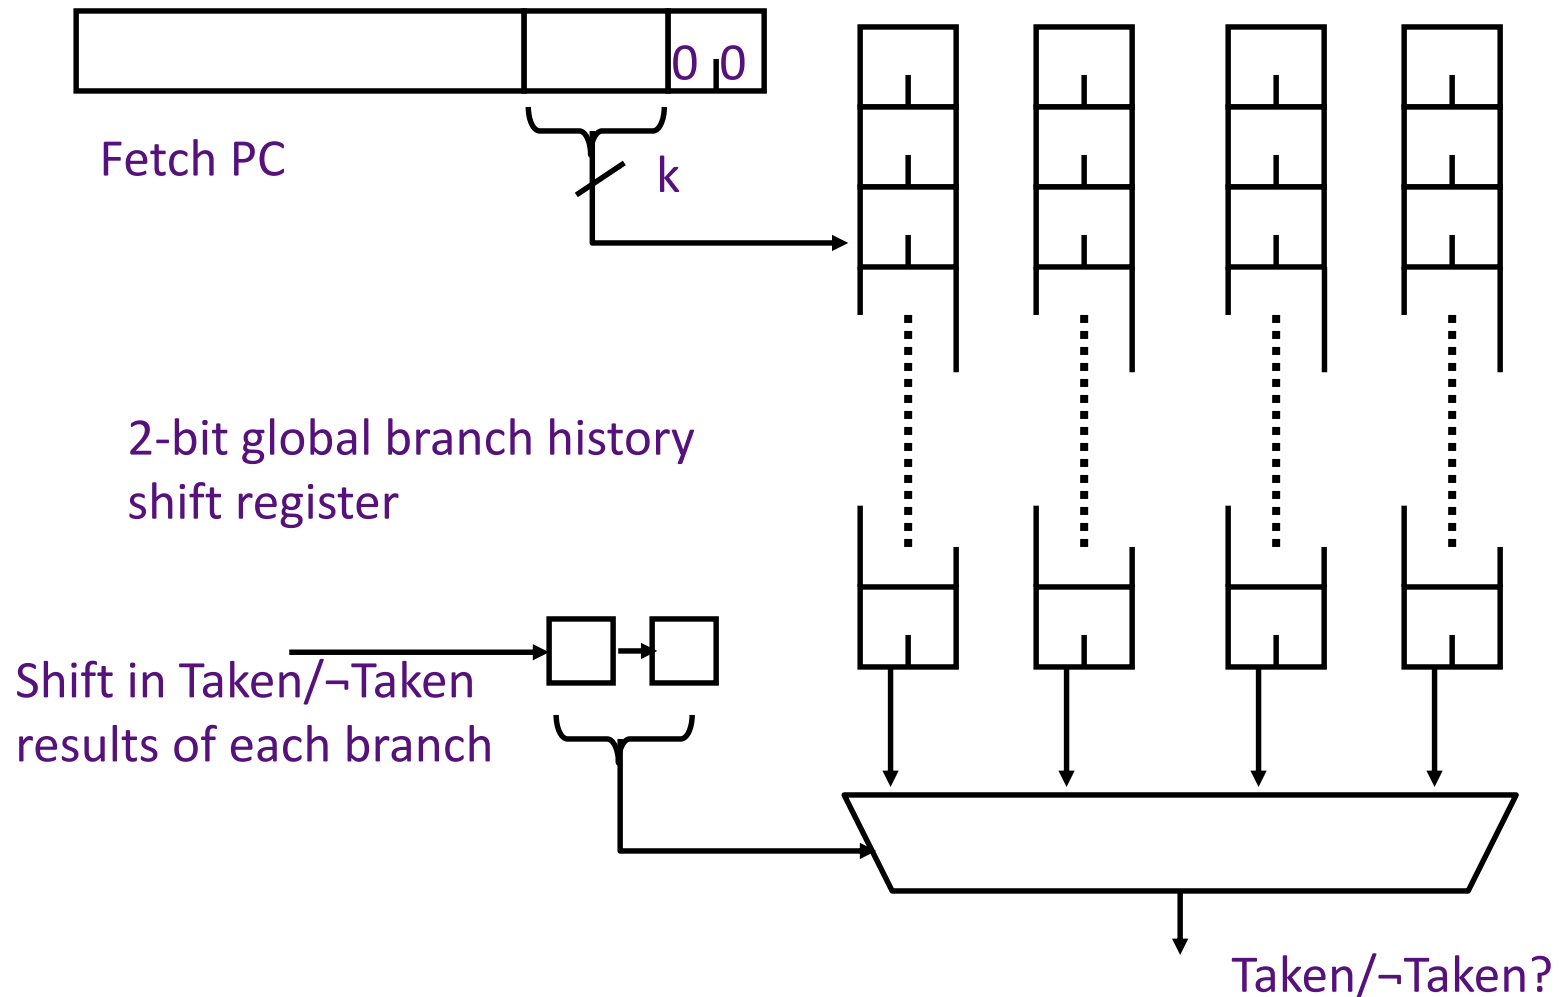 0 0
Fetch PC
k
2-bit global branch history
shift register
Shift in Taken/¬Taken
results of each branch
Taken/¬Taken?